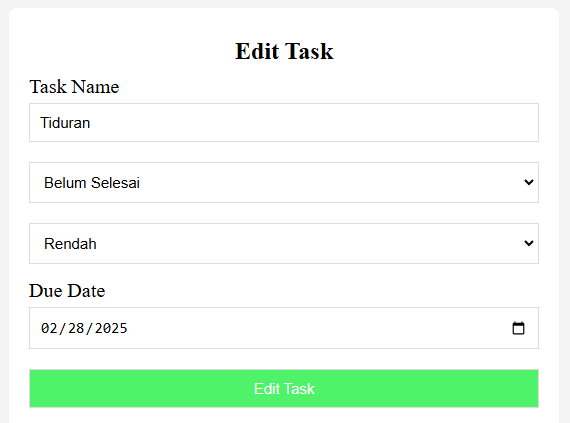 Edit Task
Task Name
Tiduran
Belum Selesai
Rendah
Due Date
02/28/2025
Edit Task